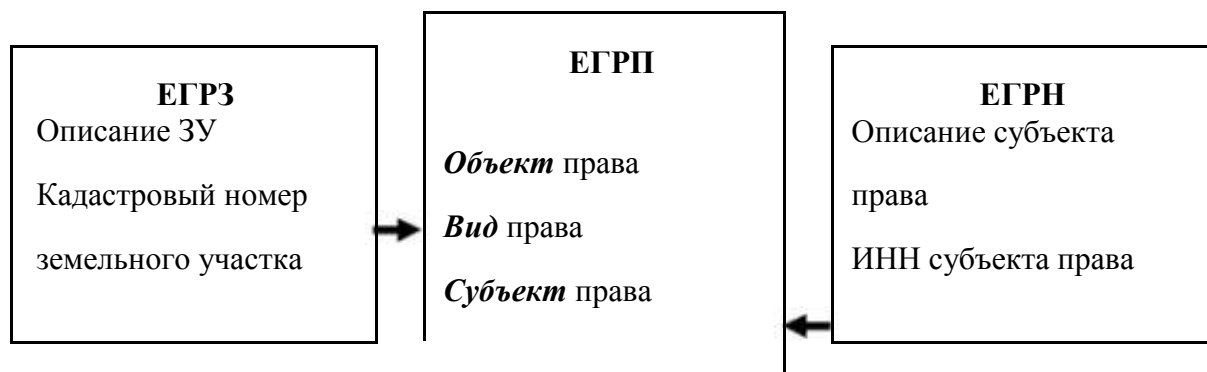 ЕГРЗ
Описание ЗУ
Кадастровый номер
земельного участка
ЕГРП
Объект права
Вид права
Субъект права
ЕГРН
Описание субъекта
права
ИНН субъекта права